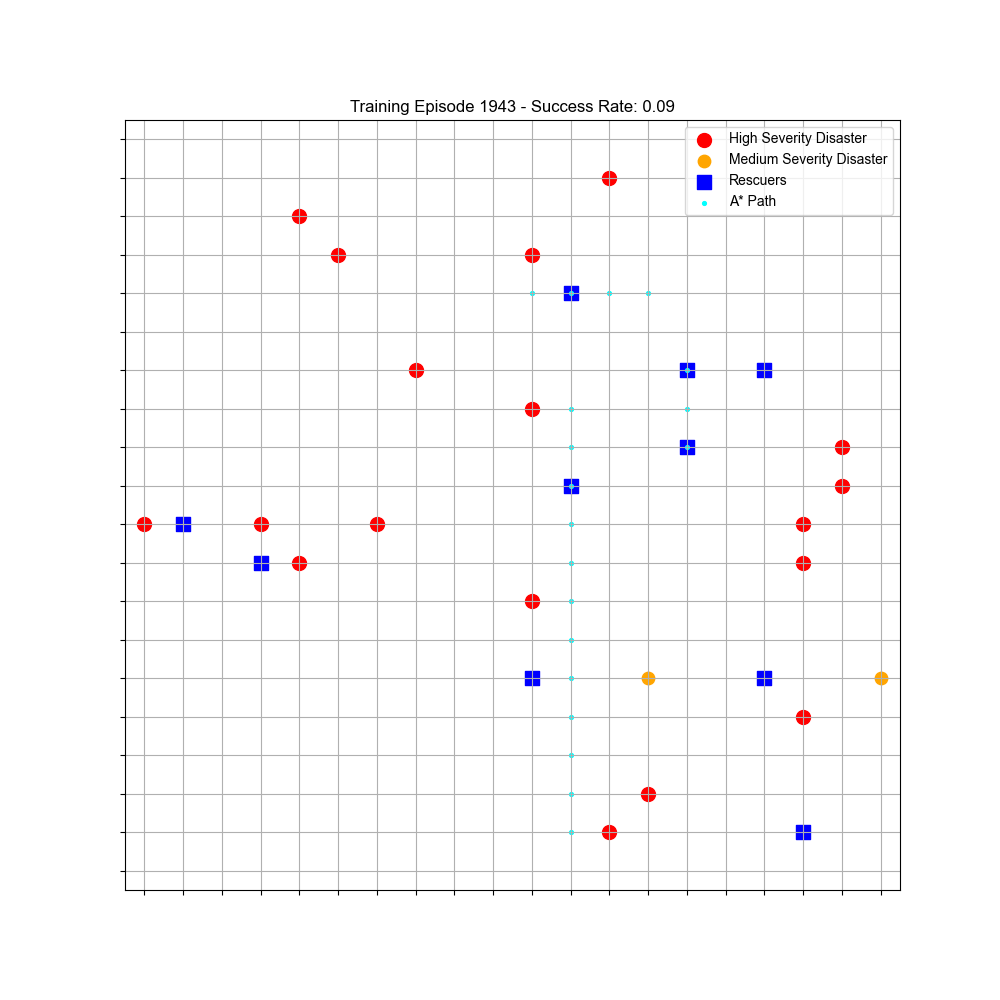 Training Episode 1943 - Success Rate: 0.09
High Severity Disaster
Medium Severity Disaster
Rescuers
A* Path